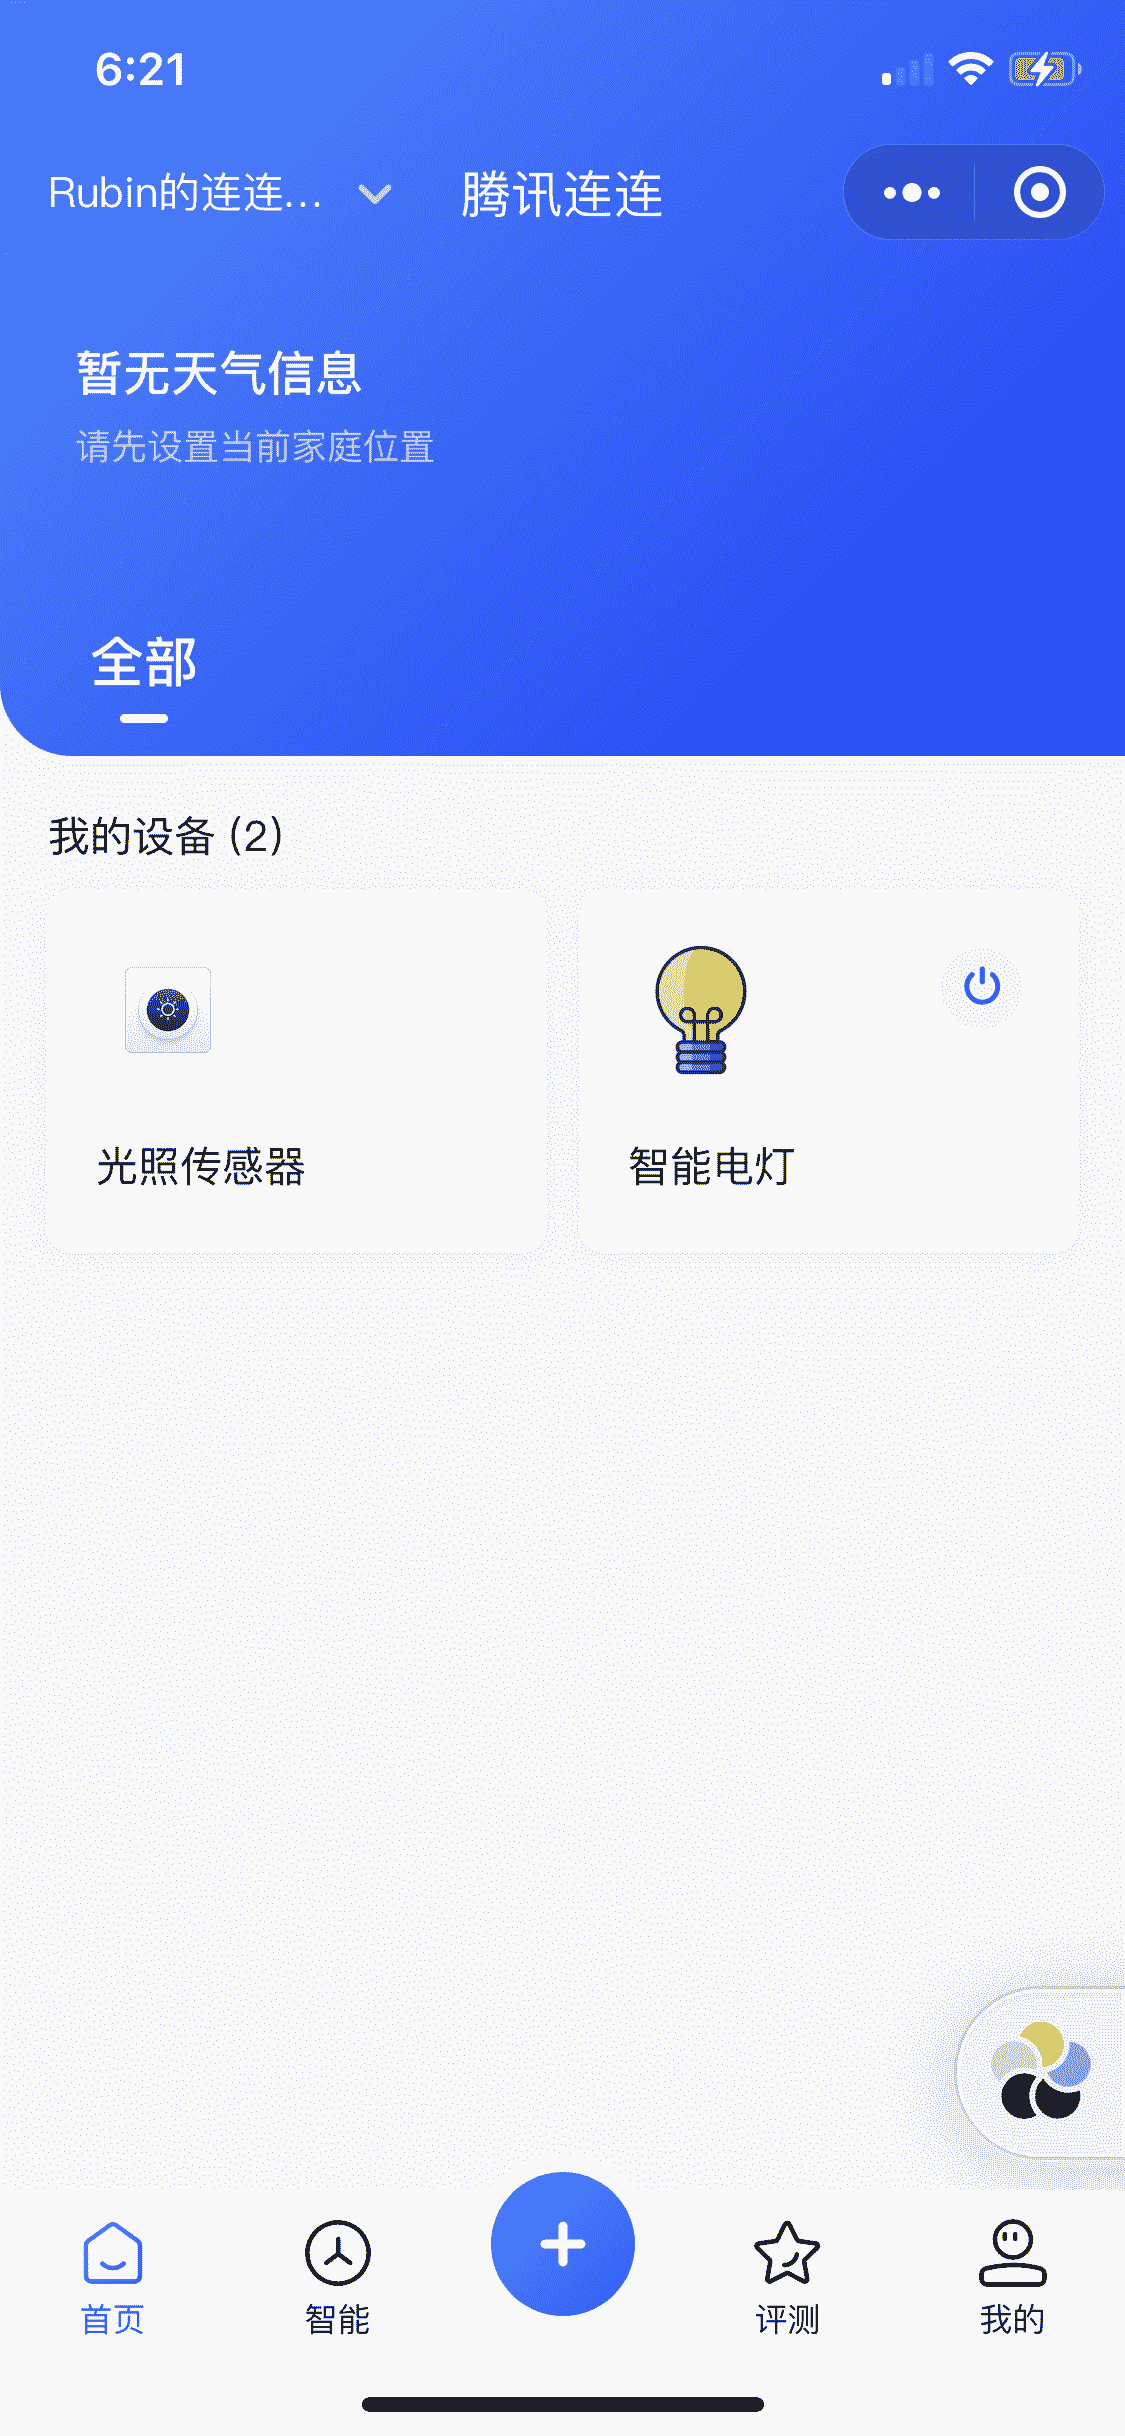 6:21
Rubin的连连... 腾讯连连
暂无天气信息
请先设置当前家庭位置
全部
我的设备 (2)
光照传感器 智能电灯
首页 智能 评测 我的